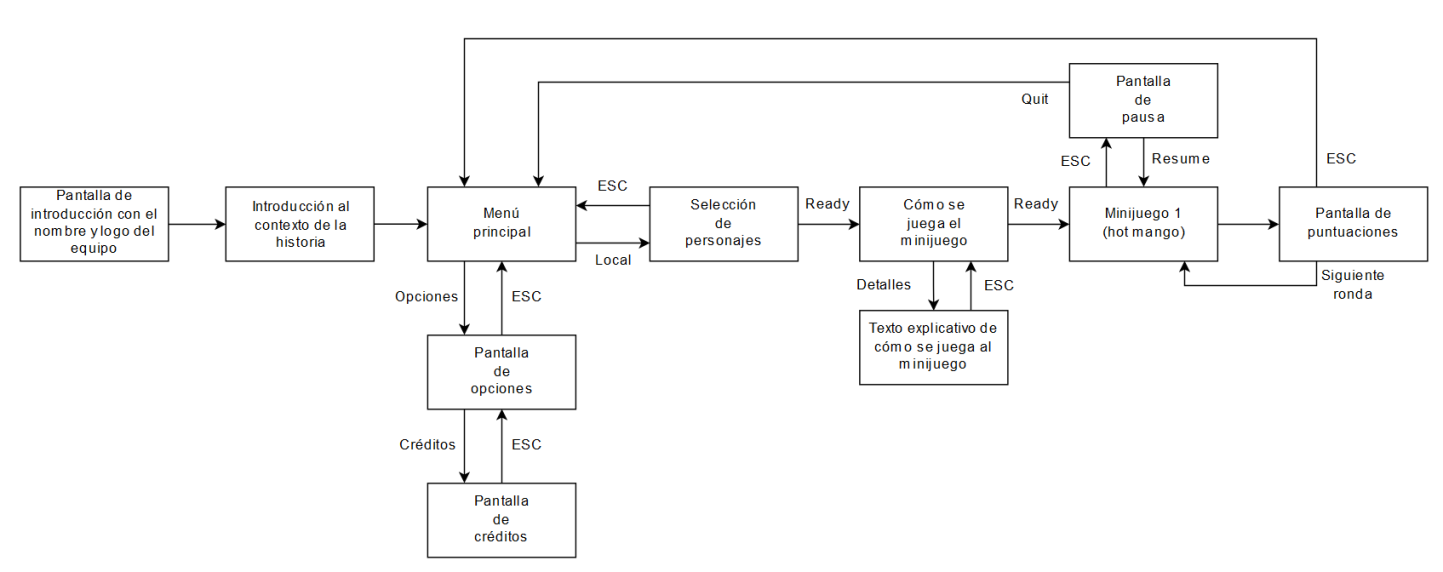 Pantalla
de
pausa
Quit
ESC
Resume
ESC
Pantalla de
introducción con el
nombre y logo del
equipo
Introducción al
contexto de la
historia
Menú
principal
ESC
Local
Selección
de
personajes
Ready
Cómo se
juega el
minijuego
Ready
Minijuego 1
(hot mango)
Pantalla de
puntuaciones
Siguiente
ronda
Opciones
ESC
Detalles
ESC
Texto explicativo de
cómo se juega al
minijuego
Pantalla
de
opciones
Créditos
ESC
Pantalla
de
créditos